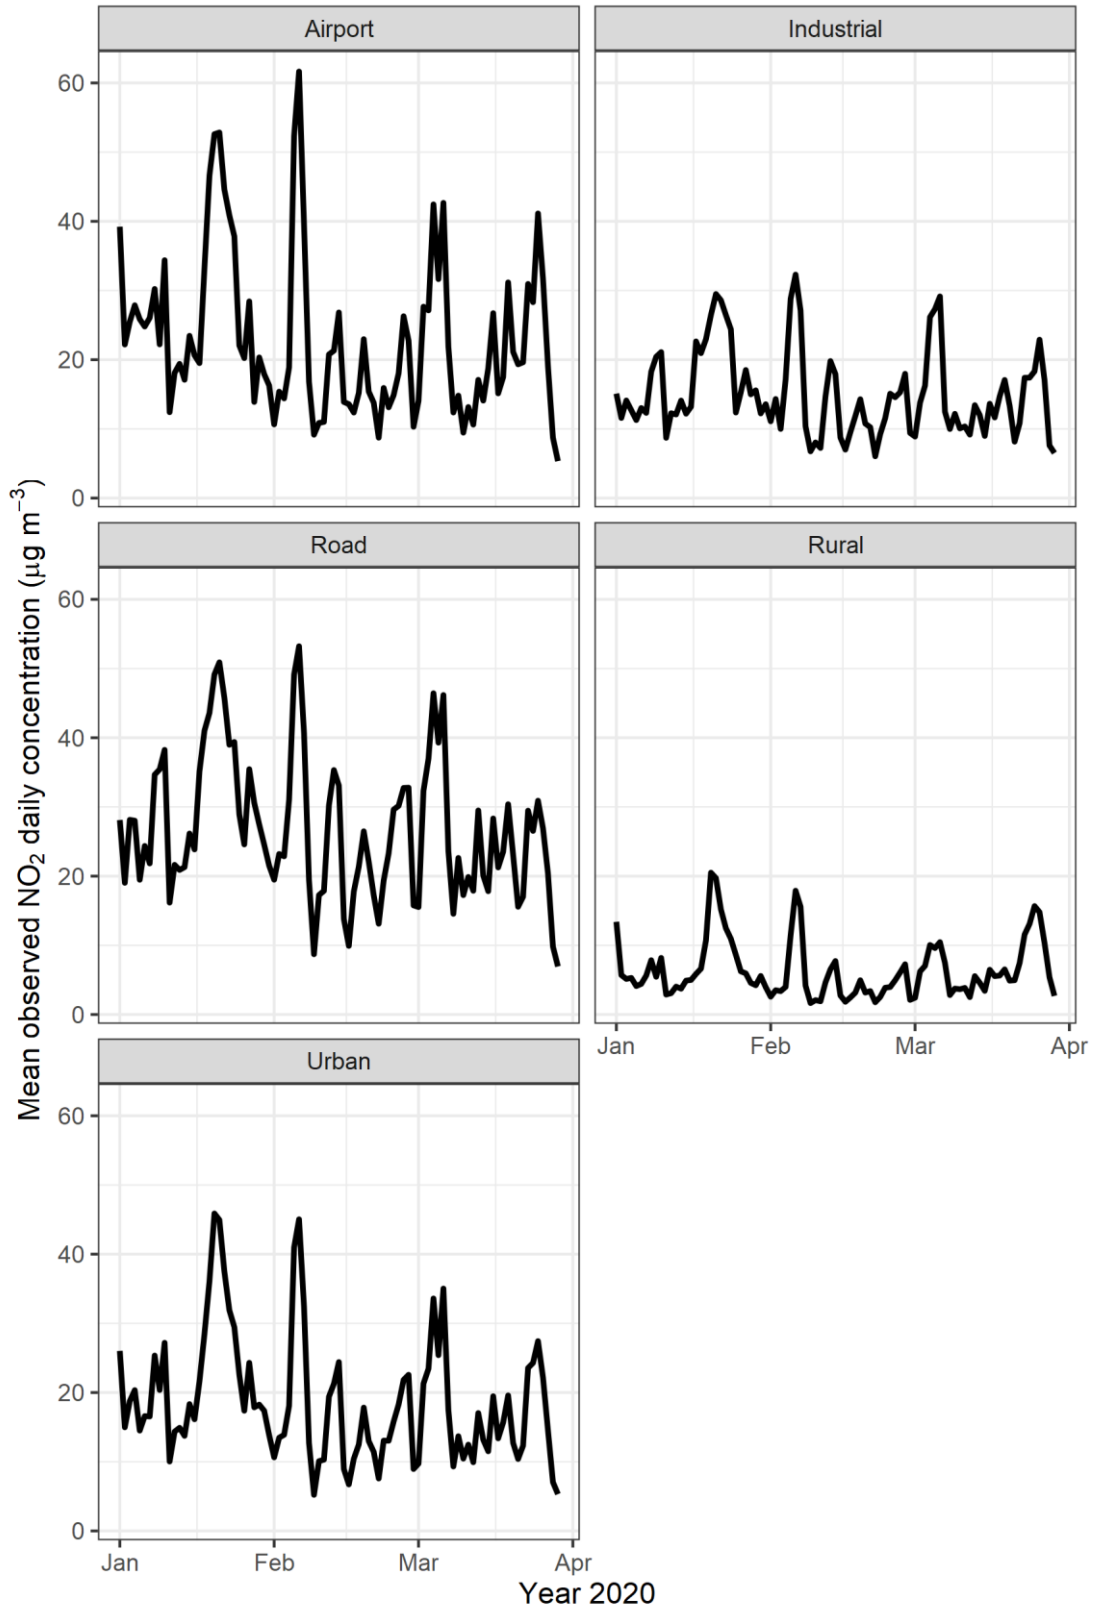 Airport
Industrial
60
40
20
0
Road
Rural
60
40
20
0
Jan Feb Mar Apr
Urban
60
40
20
0
Jan Feb Mar Apr
Year 2020
Mean observed NO₂ daily concentration (μg m⁻³)